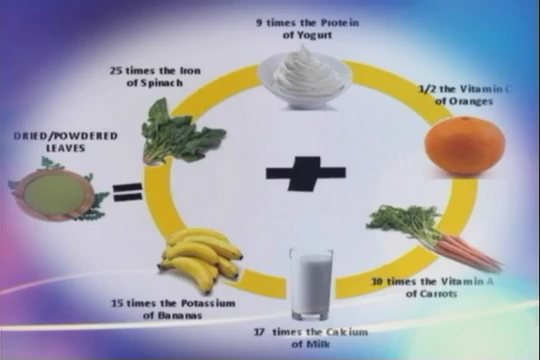 9 times the Protein
of Yogurt
25 times the Iron
of Spinach
1/2 the Vitamin C
of Oranges
DRIED/POWDERED
LEAVES
=
10 times the Vitamin A
of Carrots
15 times the Potassium
of Bananas
17 times the Calcium
of Milk